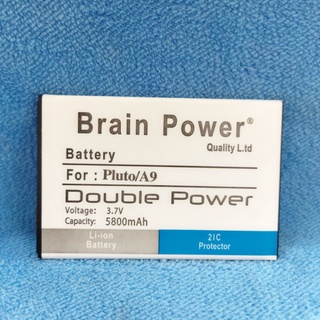 Brain Power®
Quality L.td
Battery
For : Pluto/A9
Double Power
Voltage: 3.7V
Capacity: 5800mAh
Li-ion
Battery
2IC
Protector